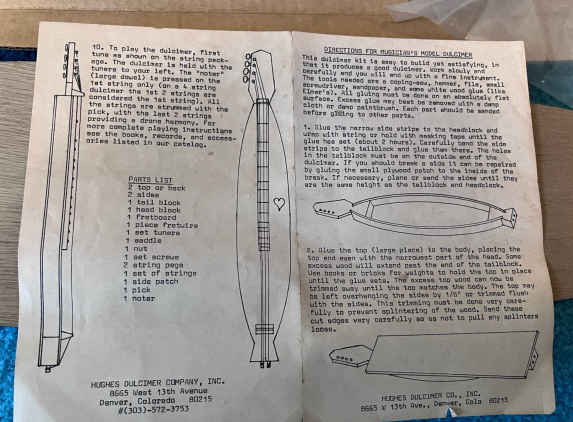 10. To play the dulcimer, first
tune as shown on the string pack-
age. The dulcimer is held with the
tuners to your left. The "noter"
(large dowel) is pressed on the
1st string only (on a 4 string
dulcimer the 1st 2 strings are
considered the 1st string). All
the strings are strummed with the
pick, with the last 2 strings
providing a drone harmony. For
more complete playing instructions
see the books, records, and access-
ories listed in our catalog.
PARTS LIST
2 top or back
2 sides
1 tail block
1 head block
1 fretboard
1 piece fretwire
1 set tuners
1 saddle
1 nut
1 set screws
2 string pegs
1 set of strings
1 side patch
1 pick
1 noter
HUGHES DULCIMER COMPANY, INC.
8665 West 13th Avenue
Denver, Colorado 80215
#(303)-572-3753
DIRECTIONS FOR MUSICIAN'S MODEL DULCIMER
This dulcimer kit is easy to build yet satisfying, in
that it produces a good dulcimer. Work slowly and
carefully and you will end up with a fine instrument.
The tools needed are a coping-saw, hammer, file, small
screwdriver, sandpaper, and some white wood glue (like
Elmer's). All gluing must be done on an absolutely flat
surface. Excess glue may best be removed with a damp
cloth or damp paintbrush. Each part should be sanded
before gluing to other parts.
1. Glue the narrow side strips to the headblock and
wrap with string or hold with masking tape until the
glue has set (about 2 hours). Carefully bend the side
strips to the tailblock and glue them there. The holes
in the tailblock must be on the outside end of the
dulcimer. If you should break a side it can be repaired
by gluing the small plywood patch to the inside of the
break. If necessary, plane or sand the sides until they
are the same height as the tailblock and headblock.
2. Glue the top (large piece) to the body, placing the
top end even with the narrowest part of the head. Some
excess wood will extend past the end of the tailblock.
Use books or bricks for weights to hold the top in place
until the glue sets. The excess top wood can now be
trimmed away until the top matches the body. The top may
be left overhanging the sides by 1/8" or trimmed flush
with the sides. This trimming must be done very care-
fully to prevent splintering of the wood. Sand these
cut edges very carefully so as not to pull any splinters
loose.
HUGHES DULCIMER CO., INC.
8665 W 13th Ave., Denver, Colo 80215